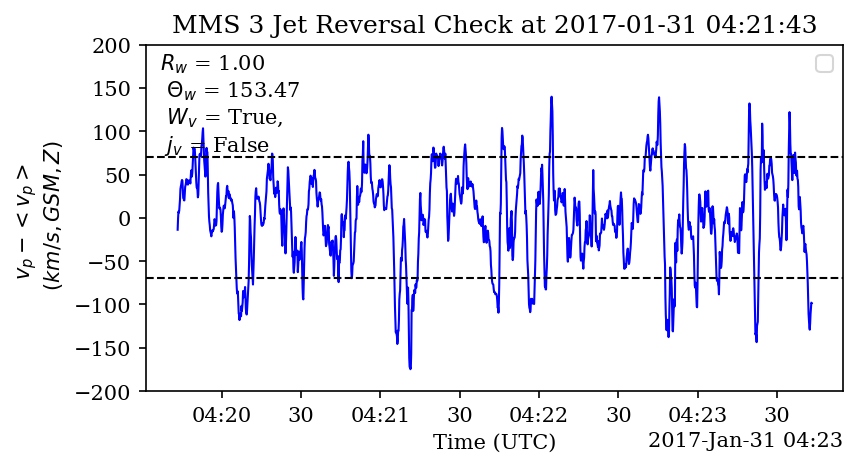 MMS 3 Jet Reversal Check at 2017-01-31 04:21:43
R_w = 1.00
Θ_w = 153.47
W_v = True,
j_v = False
v_p − < v_p >
(km/s, GSM, Z)
200
150
100
50
0
−50
−100
−150
−200
04:20 30 04:21 30 04:22 30 04:23 30
Time (UTC)
2017-Jan-31 04:23